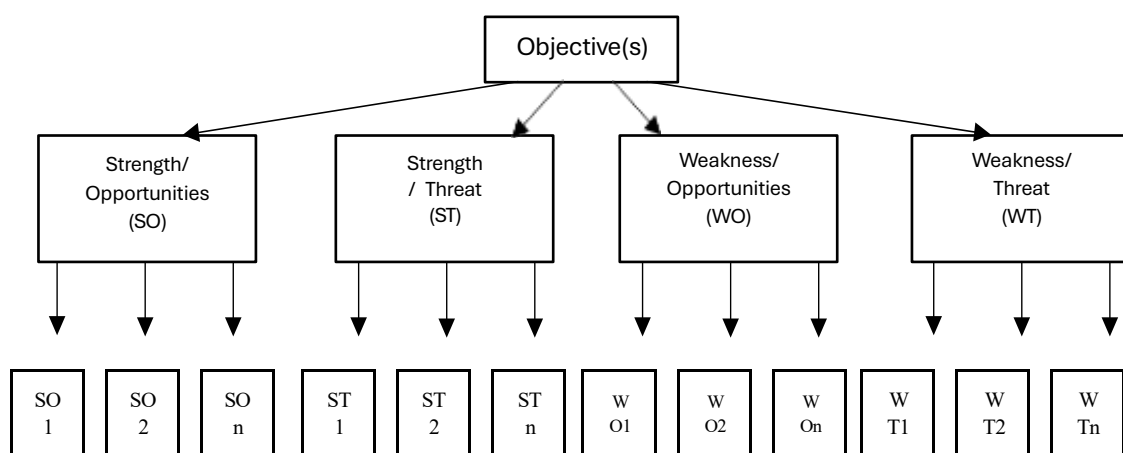 Objective(s)
Strength/
Opportunities
(SO)
Strength
/ Threat
(ST)
Weakness/
Opportunities
(WO)
Weakness/
Threat
(WT)
SO
1
SO
2
SO
n
ST
1
ST
2
ST
n
W
O1
W
O2
W
On
W
T1
W
T2
W
Tn